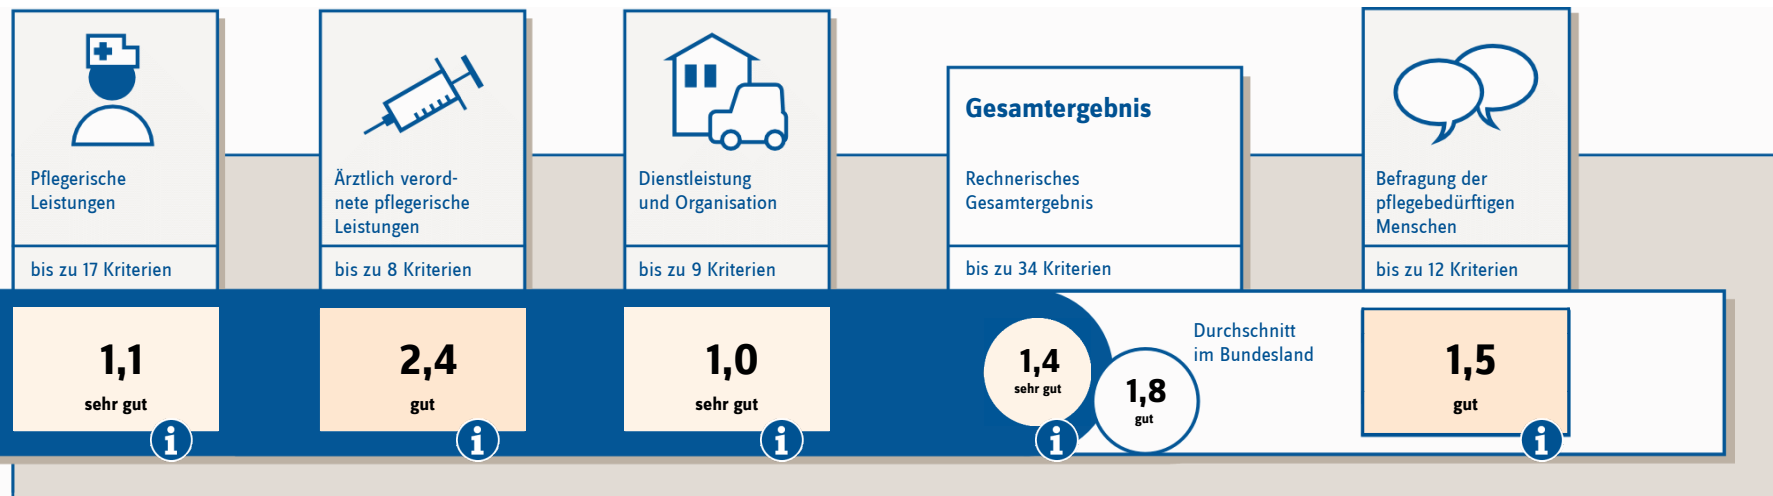 Pflegerische
Leistungen
bis zu 17 Kriterien
1,1
sehr gut
i
Ärztlich verord-
nete pflegerische
Leistungen
bis zu 8 Kriterien
2,4
gut
i
Dienstleistung
und Organisation
bis zu 9 Kriterien
1,0
sehr gut
i
Gesamtergebnis
Rechnerisches
Gesamtergebnis
bis zu 34 Kriterien
1,4
sehr gut
i
1,8
gut
Durchschnitt
im Bundesland
Befragung der
pflegebedürftigen
Menschen
bis zu 12 Kriterien
1,5
gut
i